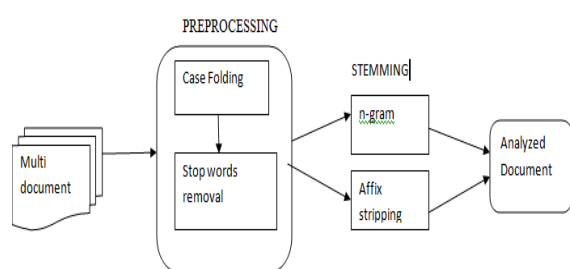 PREPROCESSING
Case Folding
Stop words
removal
Multi
document
STEMMING
n-gram
Affix
stripping
Analyzed
Document